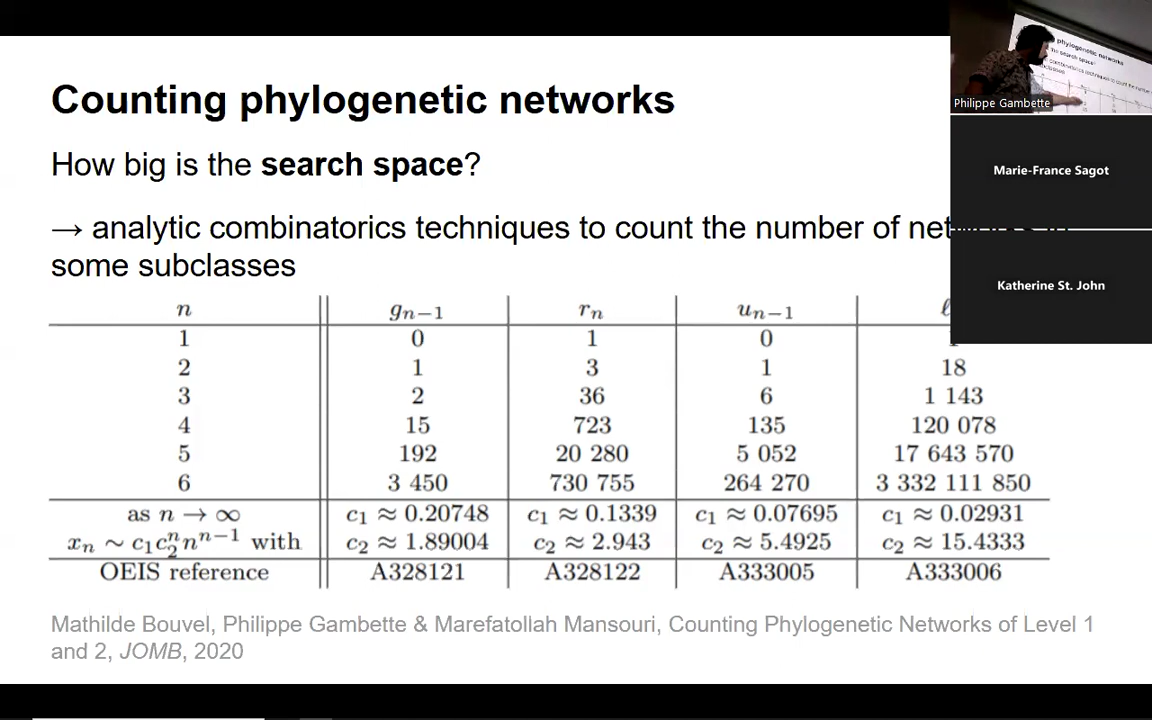 Counting phylogenetic networks
How big is the search space?
→ analytic combinatorics techniques to count the number of
some subclasses
n gₙ₋₁ rₙ uₙ₋₁ ℓ
1 0 1 0
2 1 3 1 18
3 2 36 6 1 143
4 15 723 135 120 078
5 192 20 280 5 052 17 643 570
6 3 450 730 755 264 270 3 332 111 850
as n → ∞ c₁ ≈ 0.20748 c₁ ≈ 0.1339 c₁ ≈ 0.07695 c₁ ≈ 0.02931
xₙ ~ c₁c₂ⁿnⁿ⁻¹ with c₂ ≈ 1.89004 c₂ ≈ 2.943 c₂ ≈ 5.4925 c₂ ≈ 15.4333
OEIS reference A328121 A328122 A333005 A333006
Mathilde Bouvel, Philippe Gambette & Marefatollah Mansouri, Counting Phylogenetic Networks of Level 1
and 2, JOMB, 2020
Philippe Gambette
Marie-France Sagot
Katherine St. John